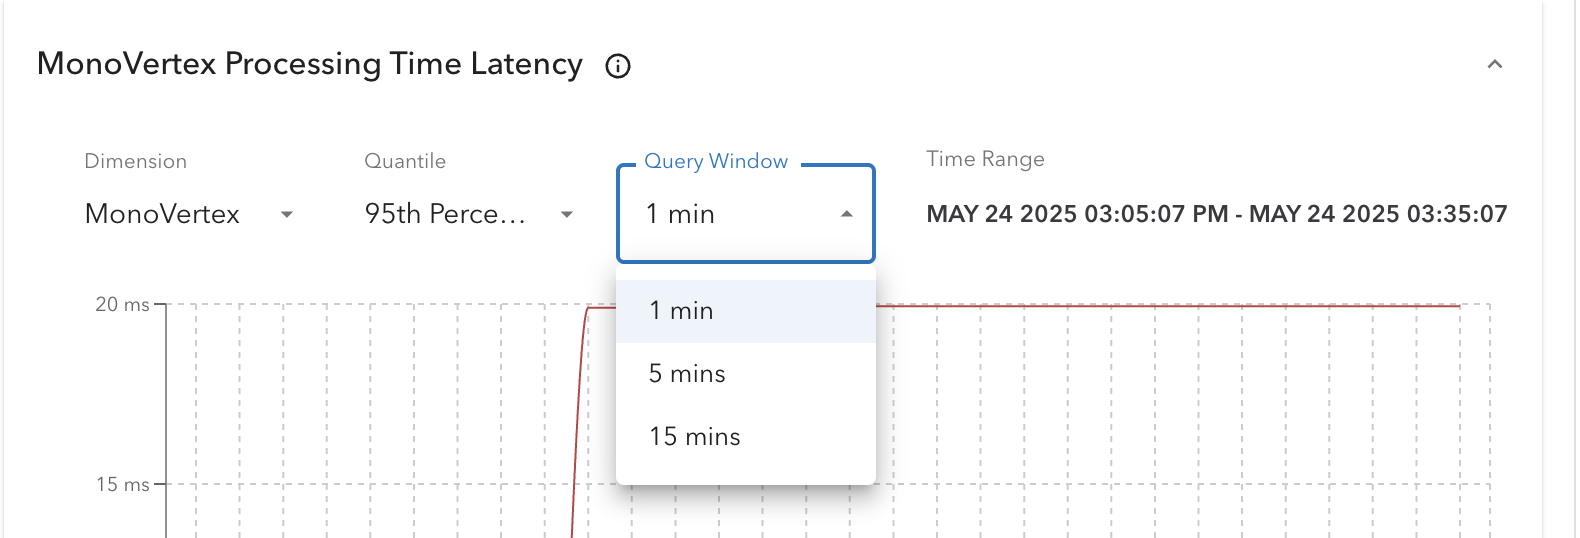 MonoVertex Processing Time Latency
Dimension
MonoVertex
Quantile
95th Perce...
Query Window
1 min
Time Range
MAY 24 2025 03:05:07 PM - MAY 24 2025 03:35:07
1 min
5 mins
15 mins
20 ms
15 ms